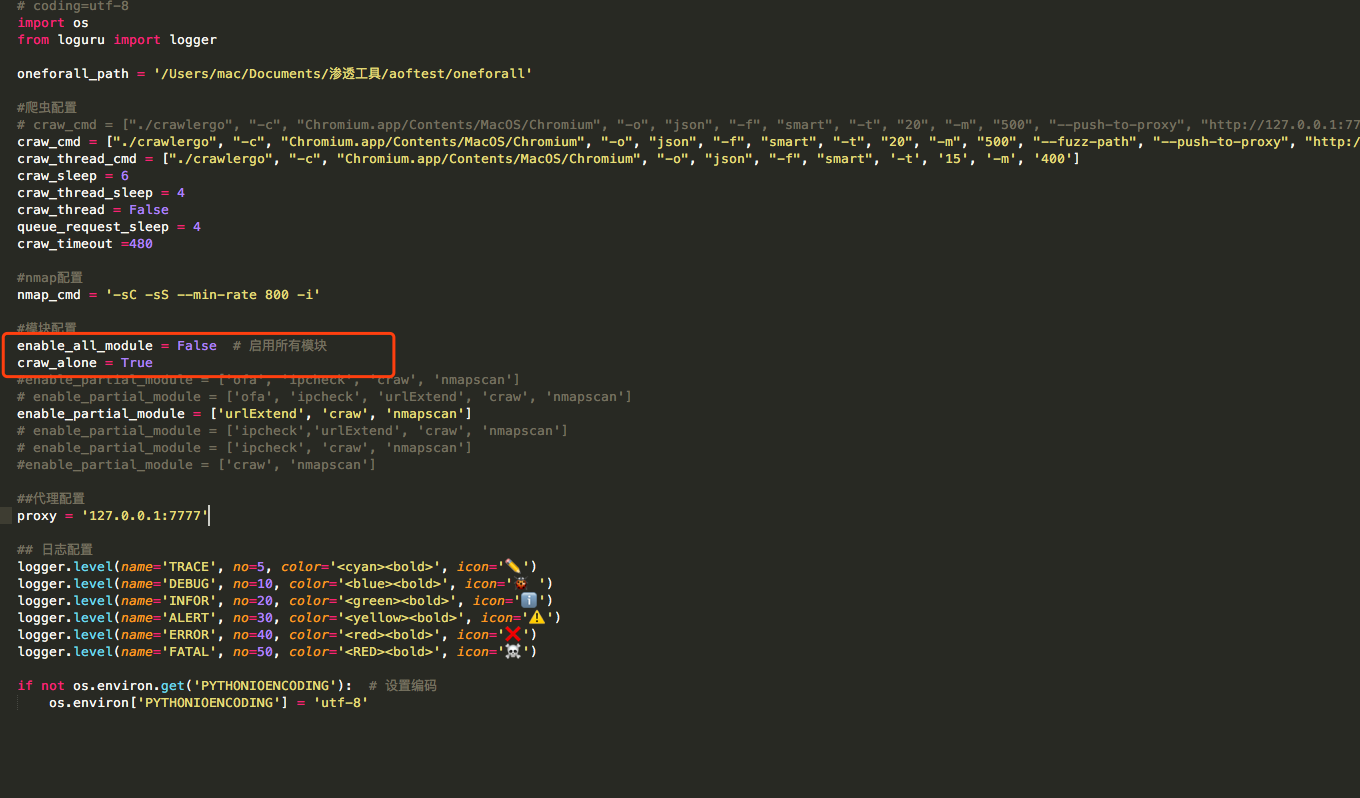 # coding=utf-8
import os
from loguru import logger
oneforall_path = '/Users/mac/Documents/渗透工具/aoftest/oneforall'
#爬虫配置
# craw_cmd = ["./crawlergo", "-c", "Chromium.app/Contents/MacOS/Chromium", "-o", "json", "-f", "smart", "-t", "20", "-m", "500", "--push-to-proxy", "http://127.0.0.1:77
craw_cmd = ["./crawlergo", "-c", "Chromium.app/Contents/MacOS/Chromium", "-o", "json", "-f", "smart", "-t", "20", "-m", "500", "--fuzz-path", "--push-to-proxy", "http:/
craw_thread_cmd = ["./crawlergo", "-c", "Chromium.app/Contents/MacOS/Chromium", "-o", "json", "-f", "smart", '-t', '15', '-m', '400']
craw_sleep = 6
craw_thread_sleep = 4
craw_thread = False
queue_request_sleep = 4
craw_timeout =480
#nmap配置
nmap_cmd = '-sC -sS --min-rate 800 -i'
#模块配置
enable_all_module = False  # 启用所有模块
craw_alone = True
#enable_partial_module = ['ofa', 'ipcheck', 'craw', 'nmapscan']
# enable_partial_module = ['ofa', 'ipcheck', 'urlExtend', 'craw', 'nmapscan']
enable_partial_module = ['urlExtend', 'craw', 'nmapscan']
# enable_partial_module = ['ipcheck','urlExtend', 'craw', 'nmapscan']
# enable_partial_module = ['ipcheck', 'craw', 'nmapscan']
#enable_partial_module = ['craw', 'nmapscan']
##代理配置
proxy = '127.0.0.1:7777'
## 日志配置
logger.level(name='TRACE', no=5, color='<cyan><bold>', icon='✏️')
logger.level(name='DEBUG', no=10, color='<blue><bold>', icon='🐞 ')
logger.level(name='INFOR', no=20, color='<green><bold>', icon='ℹ️')
logger.level(name='ALERT', no=30, color='<yellow><bold>', icon='⚠️')
logger.level(name='ERROR', no=40, color='<red><bold>', icon='❌')
logger.level(name='FATAL', no=50, color='<RED><bold>', icon='☠️')
if not os.environ.get('PYTHONIOENCODING'):  # 设置编码
    os.environ['PYTHONIOENCODING'] = 'utf-8'